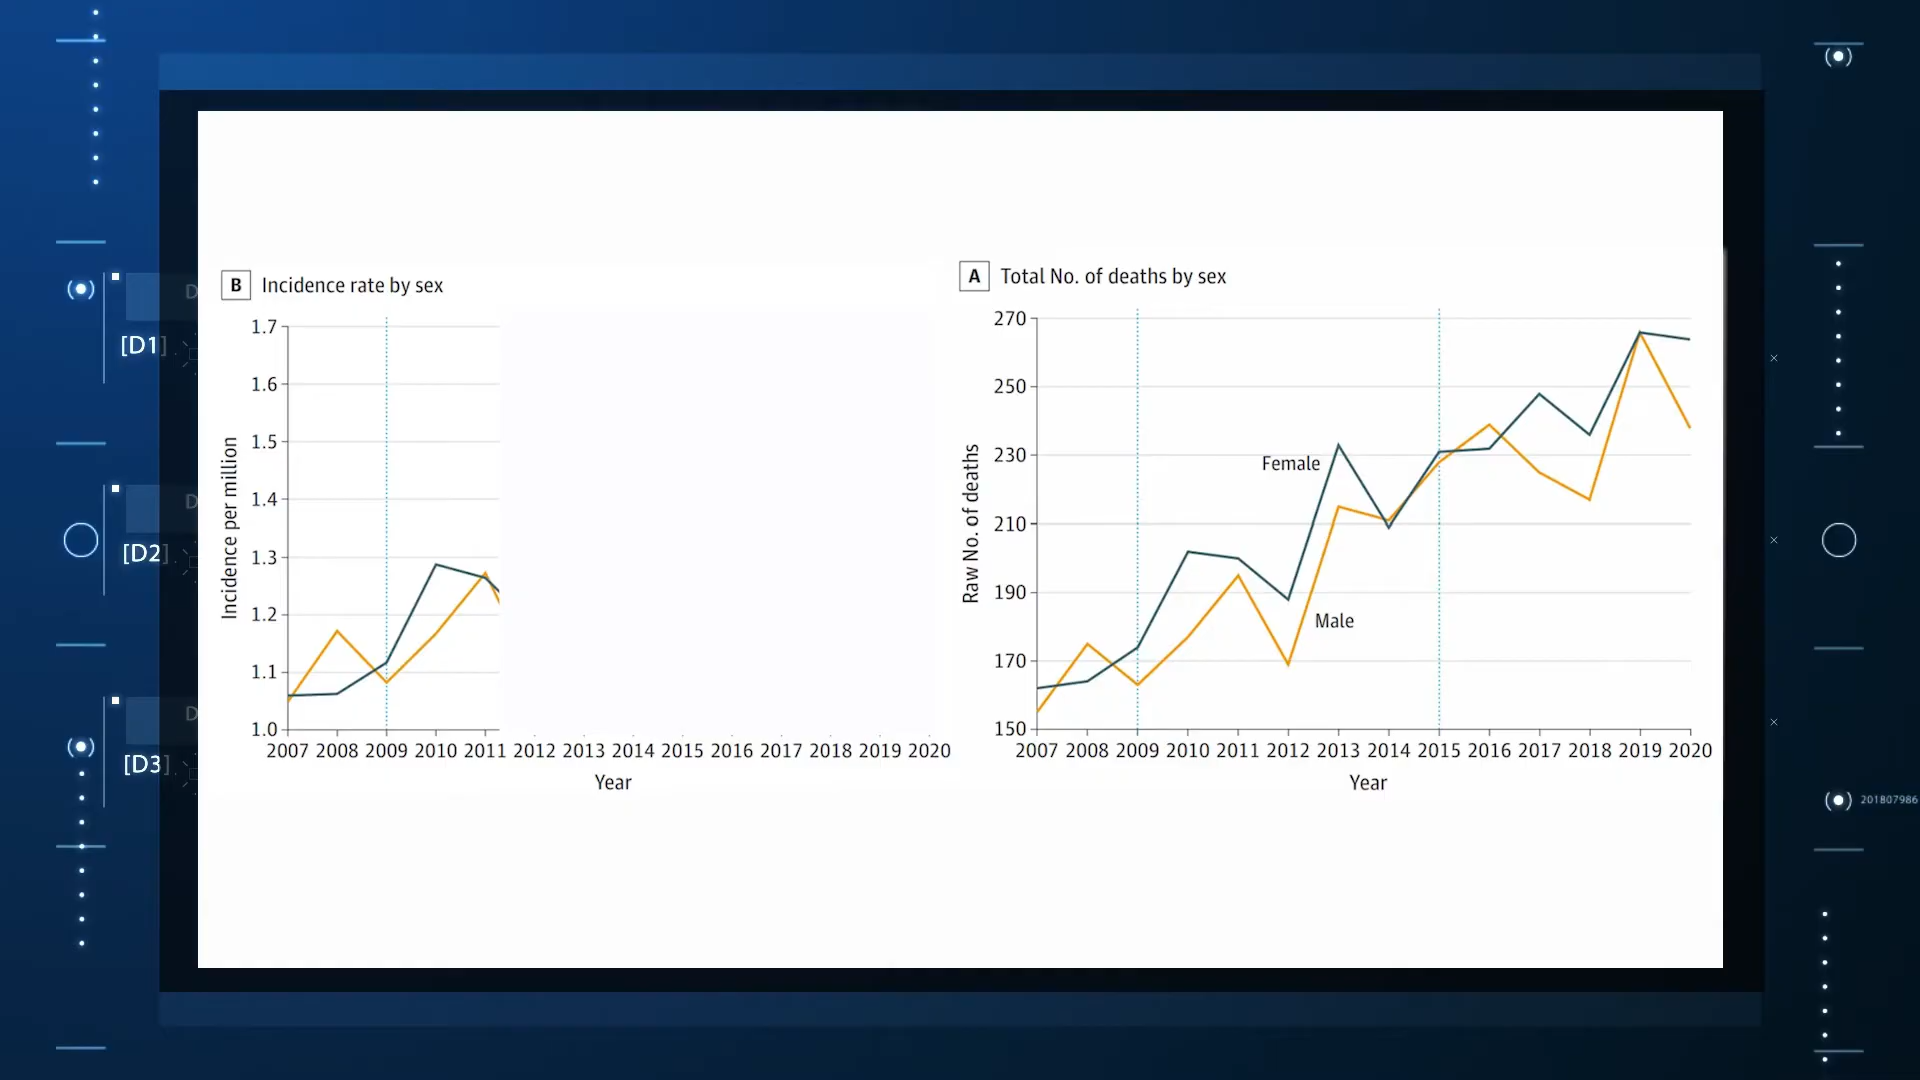 B Incidence rate by sex
1.7
1.6
1.5
1.4
1.3
1.2
1.1
1.0
Incidence per million
2007 2008 2009 2010 2011 2012 2013 2014 2015 2016 2017 2018 2019 2020
Year
A Total No. of deaths by sex
270
250
230
210
190
170
150
Raw No. of deaths
Female
Male
2007 2008 2009 2010 2011 2012 2013 2014 2015 2016 2017 2018 2019 2020
Year
D
[D1]
D
[D2]
D
[D3]
201807986